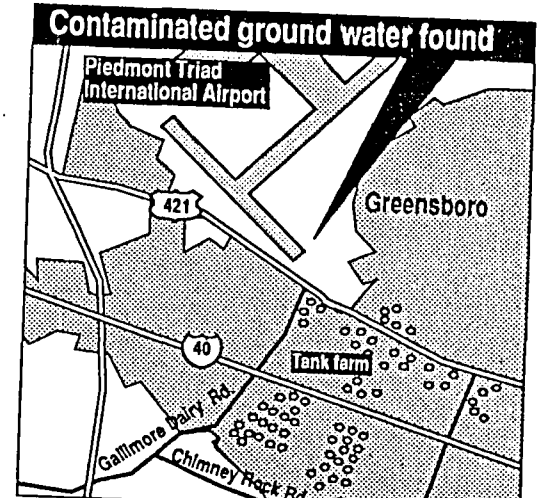 Contaminated ground water found
Piedmont Triad
International Airport
421
Greensboro
40
Tank farm
Gallimore Dairy Rd.
Chimney Rock Rd.